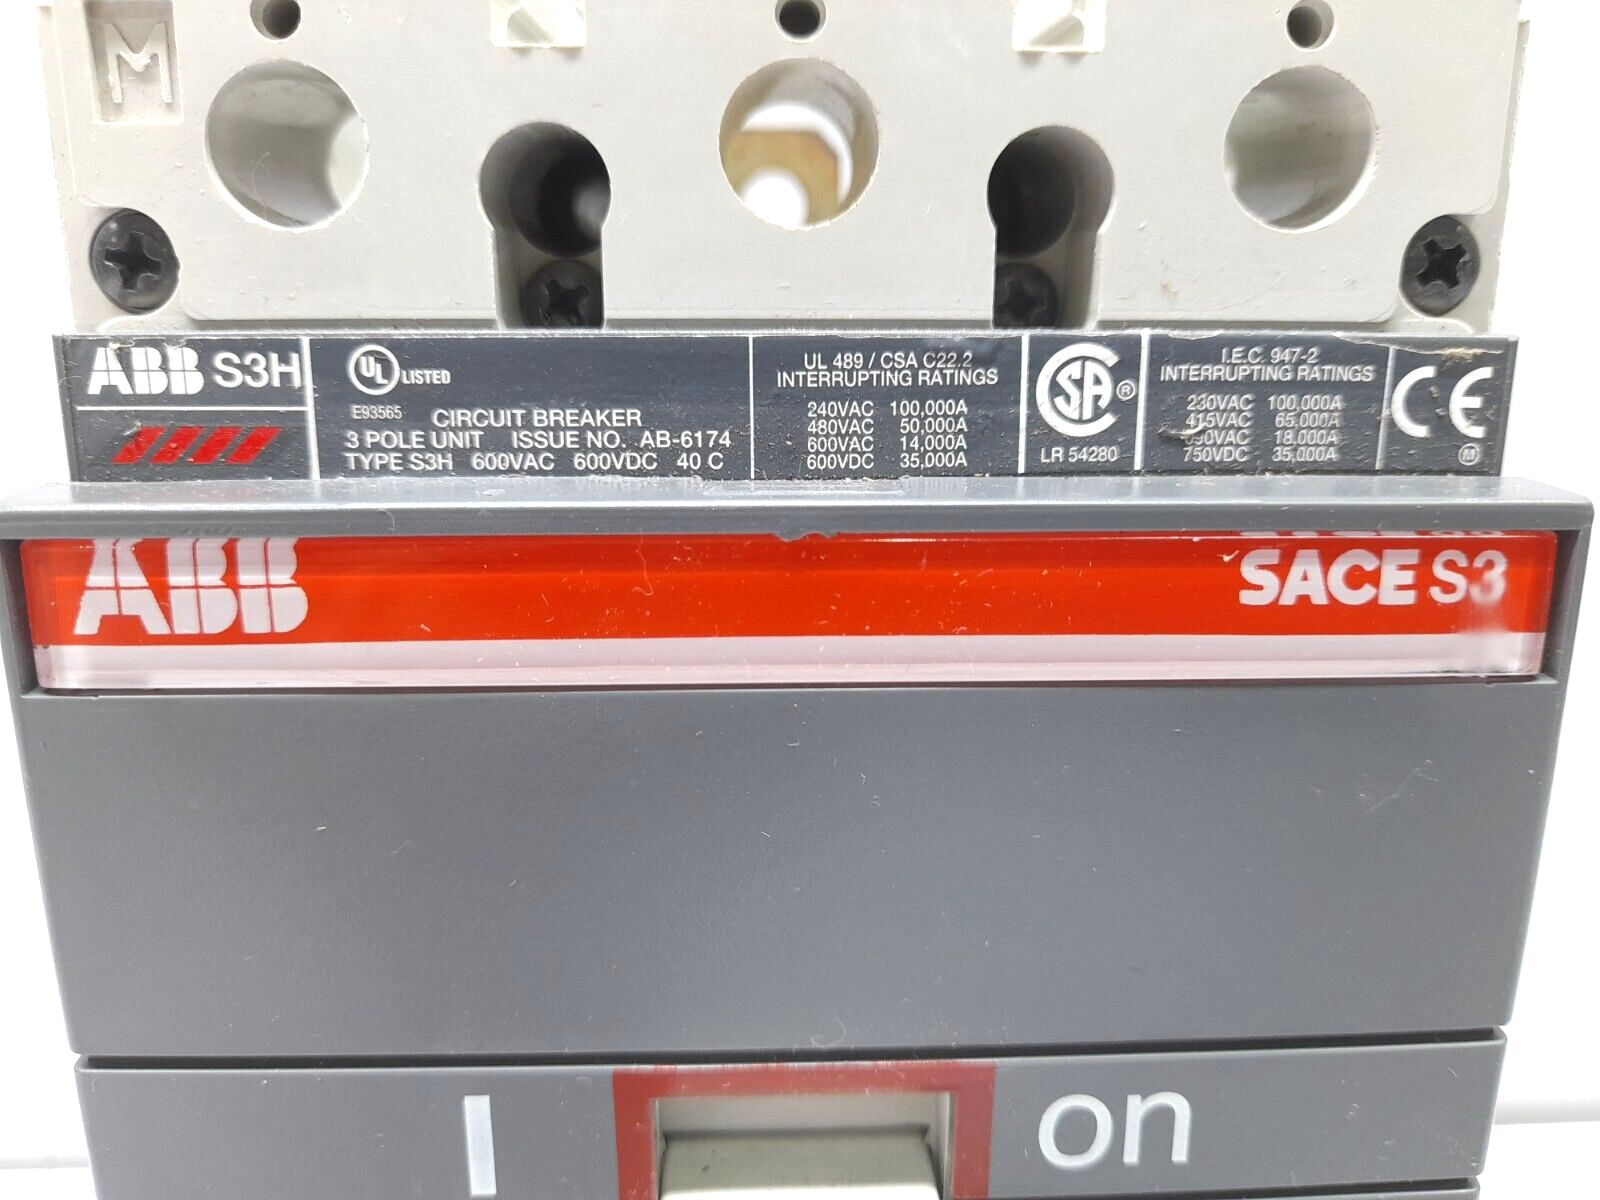 M
ABB S3H
UL LISTED
E93565
CIRCUIT BREAKER
3 POLE UNIT ISSUE NO. AB-6174
TYPE S3H 600VAC 600VDC 40 C
UL 489 / CSA C22.2
INTERRUPTING RATINGS
240VAC 100,000A
480VAC 50,000A
600VAC 14,000A
600VDC 35,000A
CSA ®
LR 54280
I.E.C. 947-2
INTERRUPTING RATINGS
230VAC 100,000A
415VAC 65,000A
690VAC 18,000A
750VDC 35,000A
CE
M
ABB
SACE S3
I on